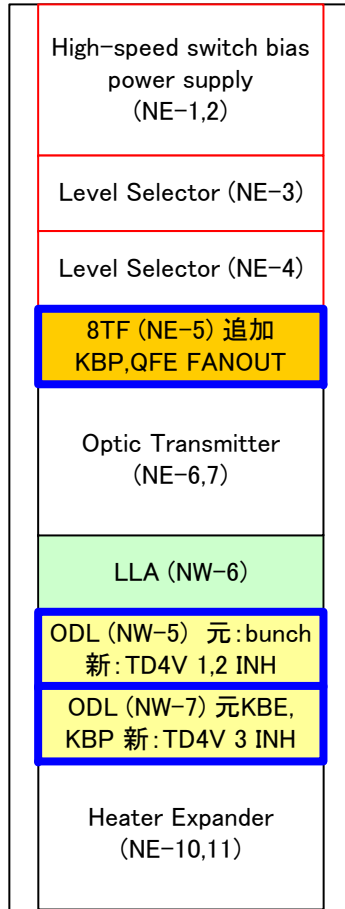 High-speed switch bias
power supply
(NE-1,2)
Level Selector (NE-3)
Level Selector (NE-4)
8TF (NE-5) 追加
KBP,QFE FANOUT
Optic Transmitter
(NE-6,7)
LLA (NW-6)
ODL (NW-5) 元:bunch
新:TD4V 1,2 INH
ODL (NW-7) 元KBE,
KBP 新:TD4V 3 INH
Heater Expander
(NE-10,11)